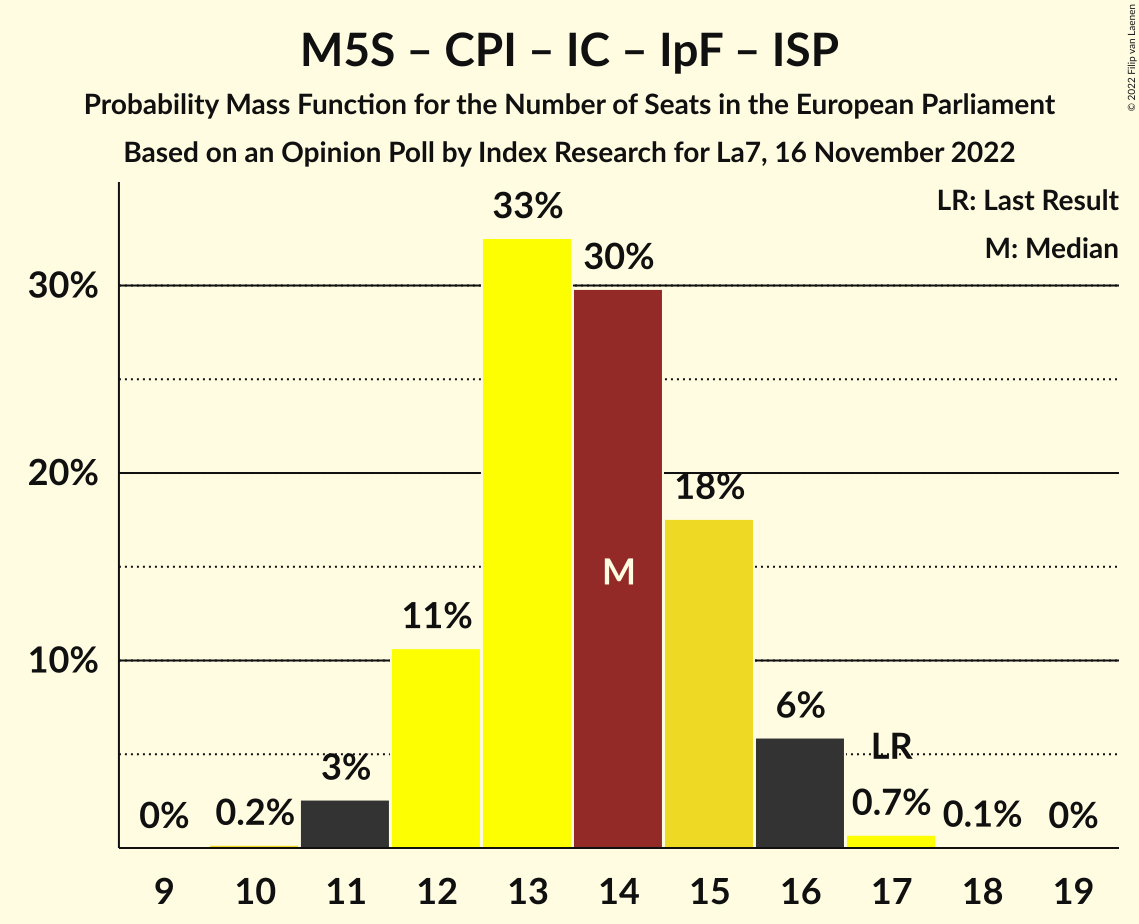 M5S – CPI – IC – IpF – ISP
Probability Mass Function for the Number of Seats in the European Parliament
Based on an Opinion Poll by Index Research for La7, 16 November 2022
© 2022 Filip van Laenen
LR: Last Result
M: Median
30%
20%
10%
0%
0.2%
3%
11%
33%
30%
M
18%
6%
LR
0.7%
0.1%
0%
9 10 11 12 13 14 15 16 17 18 19